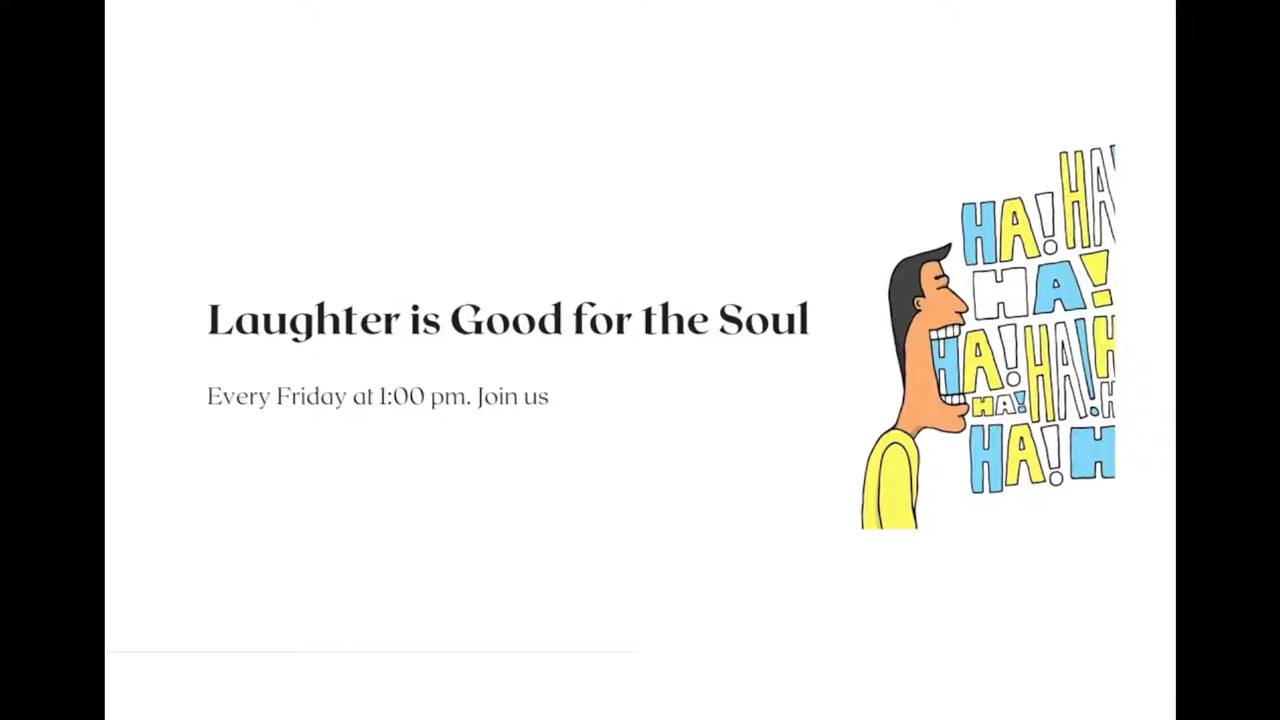 Laughter is Good for the Soul
Every Friday at 1:00 pm. Join us
HA! HA
HA!
HA! HA! H
HA! H
HA! H